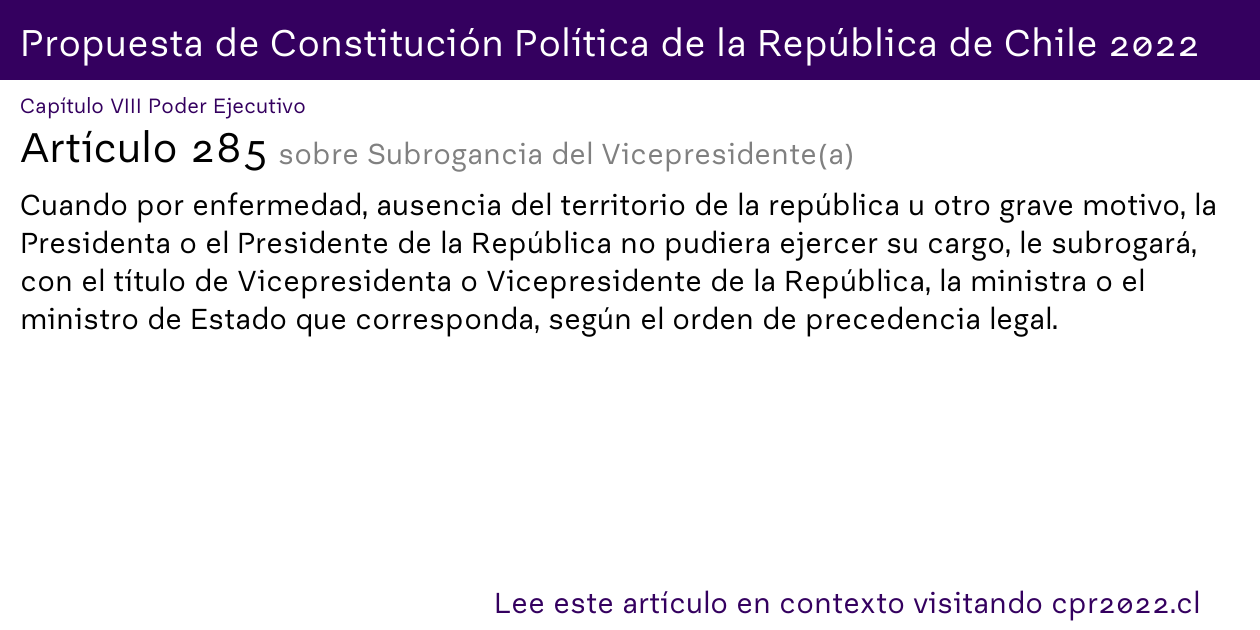 Propuesta de Constitución Política de la República de Chile 2022
Capítulo VIII Poder Ejecutivo
Artículo 285 sobre Subrogancia del Vicepresidente(a)
Cuando por enfermedad, ausencia del territorio de la república u otro grave motivo, la
Presidenta o el Presidente de la República no pudiera ejercer su cargo, le subrogará,
con el título de Vicepresidenta o Vicepresidente de la República, la ministra o el
ministro de Estado que corresponda, según el orden de precedencia legal.
Lee este artículo en contexto visitando cpr2022.cl